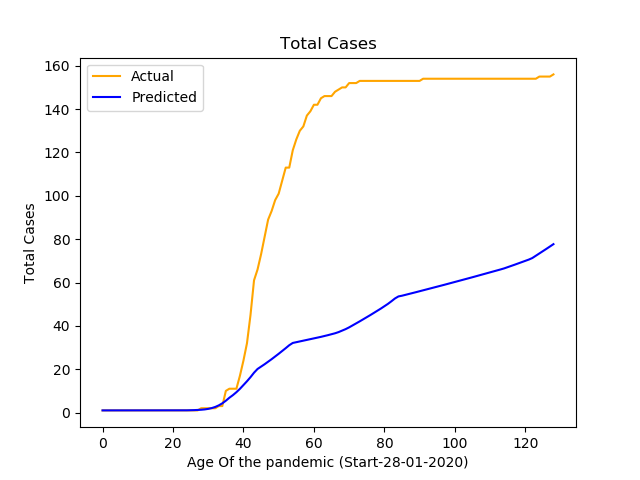 Total Cases
Actual
Predicted
160
140
120
100
80
60
40
20
0
Total Cases
0 20 40 60 80 100 120
Age Of the pandemic (Start-28-01-2020)